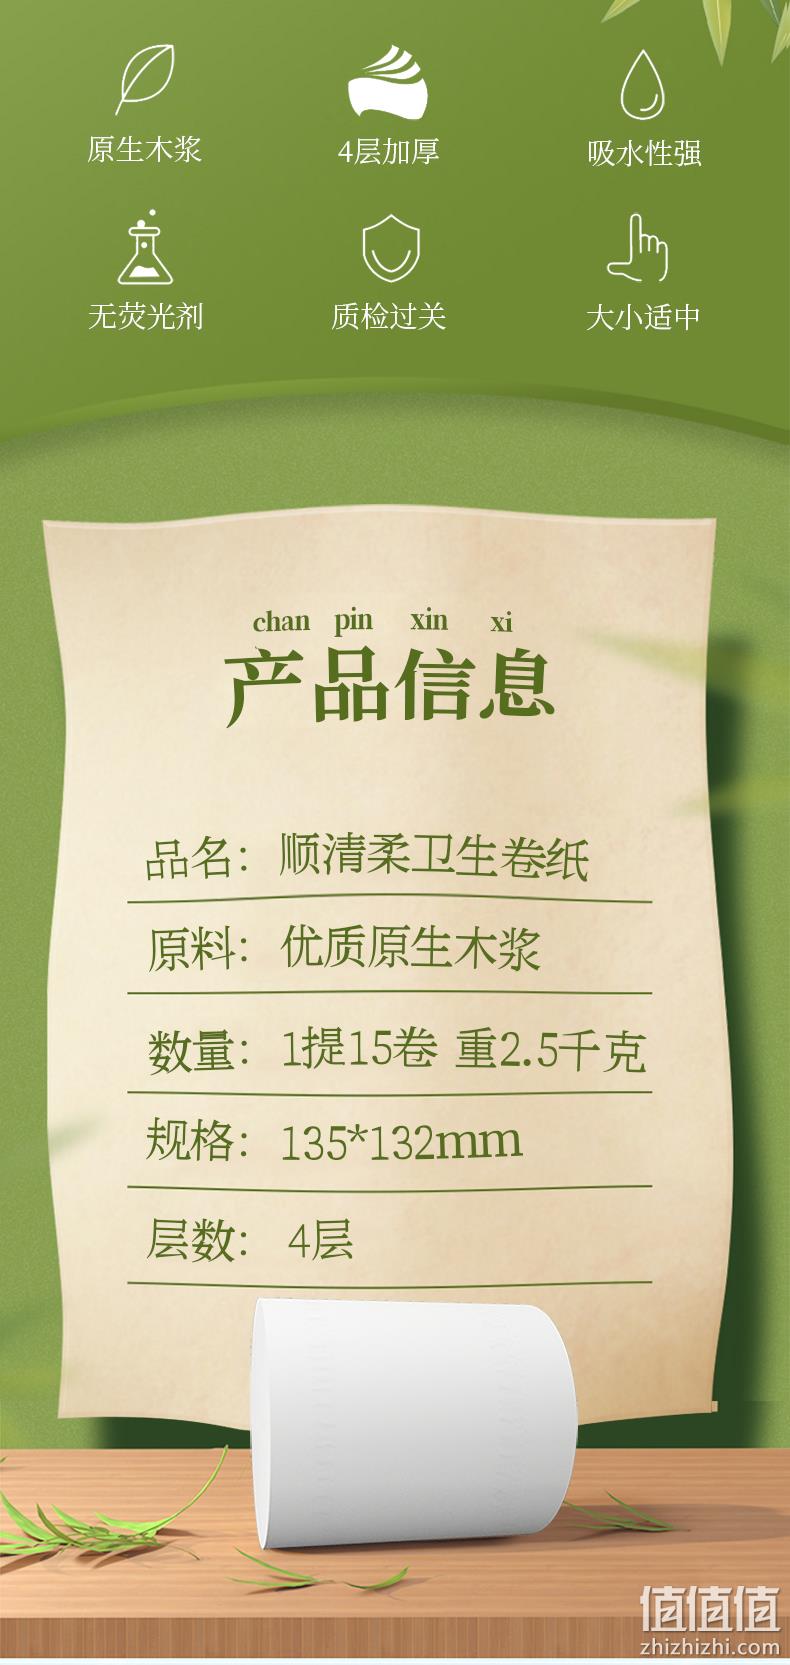 原生木浆
4层加厚
吸水性强
无荧光剂
质检过关
大小适中
chan pin xin xi
产品信息
品名：顺清柔卫生卷纸
原料：优质原生木浆
数量：1提15卷 重2.5千克
规格：135*132mm
层数：4层
值值值
zhizhizhi.com